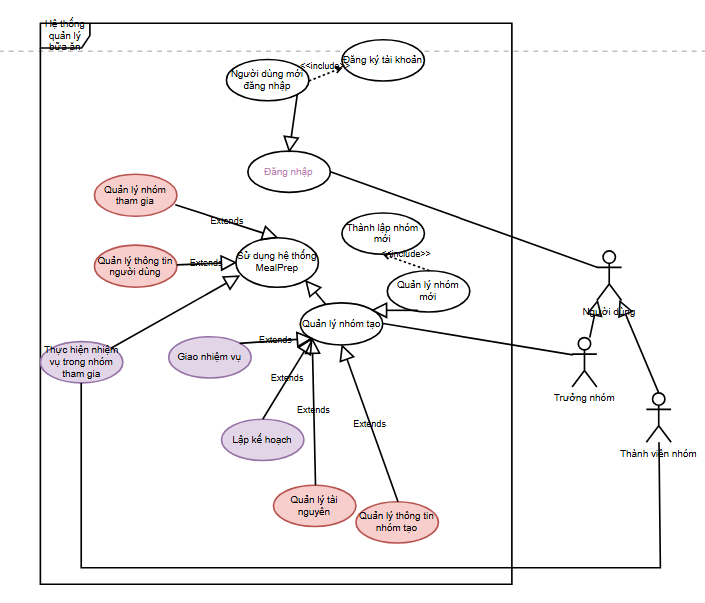 Hệ thống
quản lý
bữa ăn
Đăng ký tài khoản
<<include>>
Người dùng mới
đăng nhập
Đăng nhập
Quản lý nhóm
tham gia
Extends
Thành lập nhóm
mới
<<include>>
Sử dụng hệ thống
MealPrep
Quản lý thông tin
người dùng
Extends
Quản lý nhóm
mới
Người dùng
Quản lý nhóm tạo
Extends
Giao nhiệm vụ
Thực hiện nhiệm
vụ trong nhóm
tham gia
Extends
Trưởng nhóm
Extends
Extends
Lập kế hoạch
Thành viên nhóm
Quản lý tài
nguyên
Quản lý thông tin
nhóm tạo